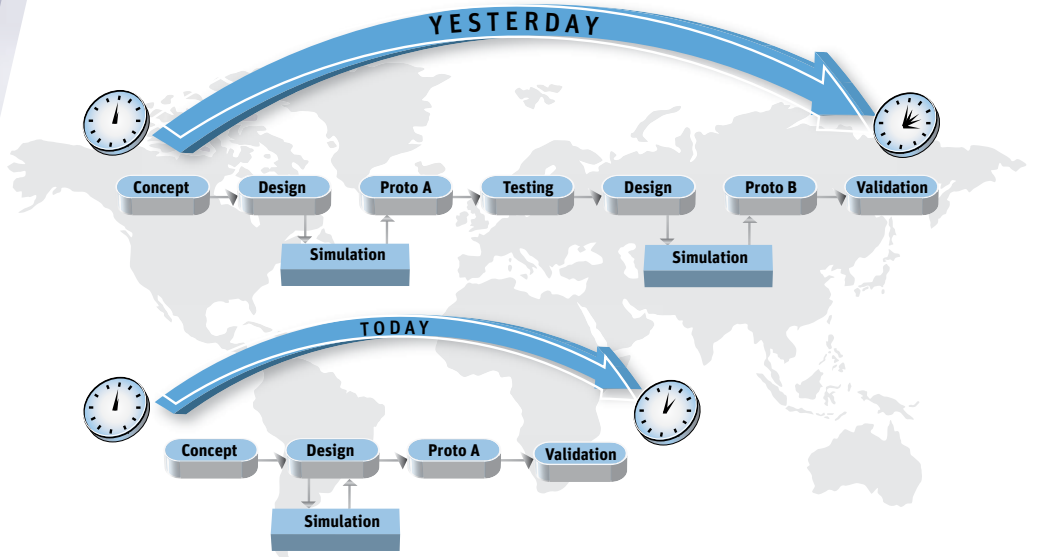 YESTERDAY
Concept
Design
Proto A
Testing
Design
Proto B
Validation
Simulation
Simulation
TODAY
Concept
Design
Proto A
Validation
Simulation